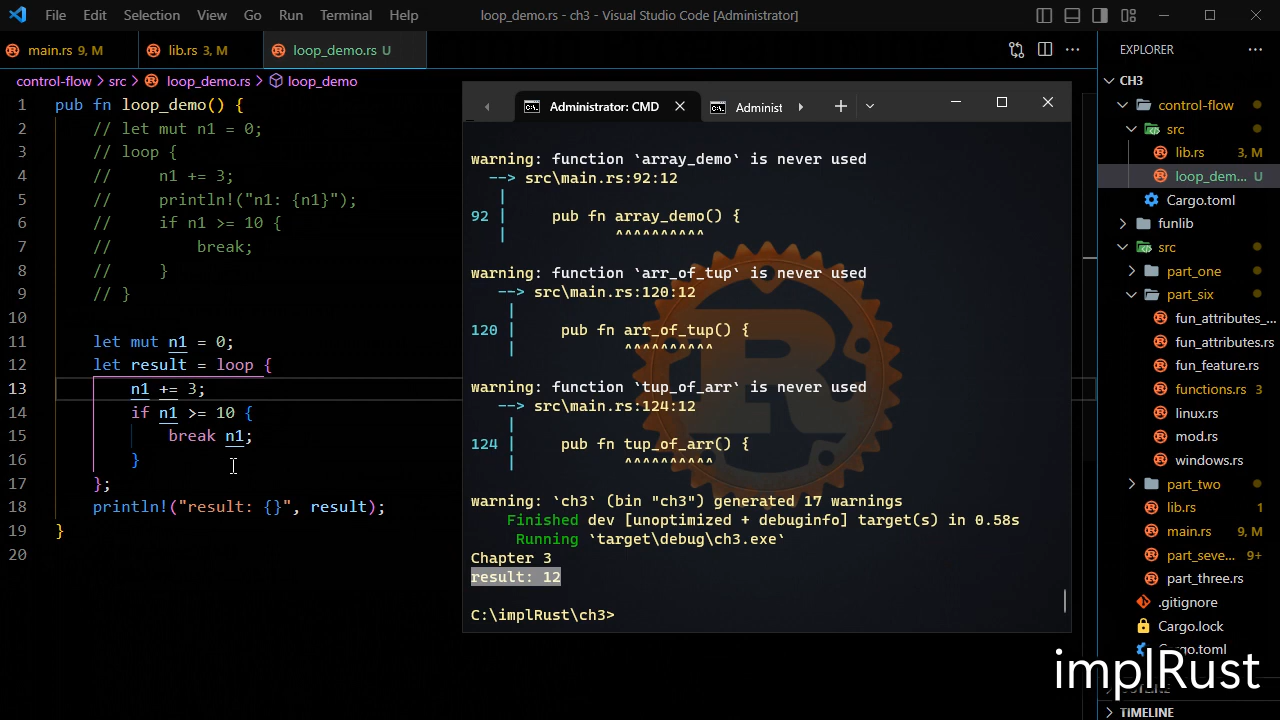 File Edit Selection View Go Run Terminal Help
loop_demo.rs - ch3 - Visual Studio Code [Administrator]
main.rs 9, M
lib.rs 3, M
loop_demo.rs U
control-flow > src > loop_demo.rs > loop_demo
1 pub fn loop_demo() {
2 // let mut n1 = 0;
3 // loop {
4 //     n1 += 3;
5 //     println!("n1: {n1}");
6 //     if n1 >= 10 {
7 //         break;
8 //     }
9 // }
10
11 let mut n1 = 0;
12 let result = loop {
13 n1 += 3;
14 if n1 >= 10 {
15 break n1;
16 }
17 };
18 println!("result: {}", result);
19 }
20
Administrator: CMD
Administ
warning: function `array_demo` is never used
--> src\main.rs:92:12
|
92 |     pub fn array_demo() {
|            ^^^^^^^^^^
warning: function `arr_of_tup` is never used
--> src\main.rs:120:12
|
120 |     pub fn arr_of_tup() {
|            ^^^^^^^^^^
warning: function `tup_of_arr` is never used
--> src\main.rs:124:12
|
124 |     pub fn tup_of_arr() {
|            ^^^^^^^^^^
warning: `ch3` (bin "ch3") generated 17 warnings
Finished dev [unoptimized + debuginfo] target(s) in 0.58s
Running `target\debug\ch3.exe`
Chapter 3
result: 12
C:\implRust\ch3>
EXPLORER
CH3
control-flow
src
lib.rs 3, M
loop_dem... U
Cargo.toml
funlib
src
part_one
part_six
fun_attributes_...
fun_attributes.rs
fun_feature.rs
functions.rs 3
linux.rs
mod.rs
windows.rs
part_two
lib.rs 1
main.rs 9, M
part_seve... 9+
part_three.rs
.gitignore
Cargo.lock
Cargo.toml
implRust
OUTLINE
TIMELINE